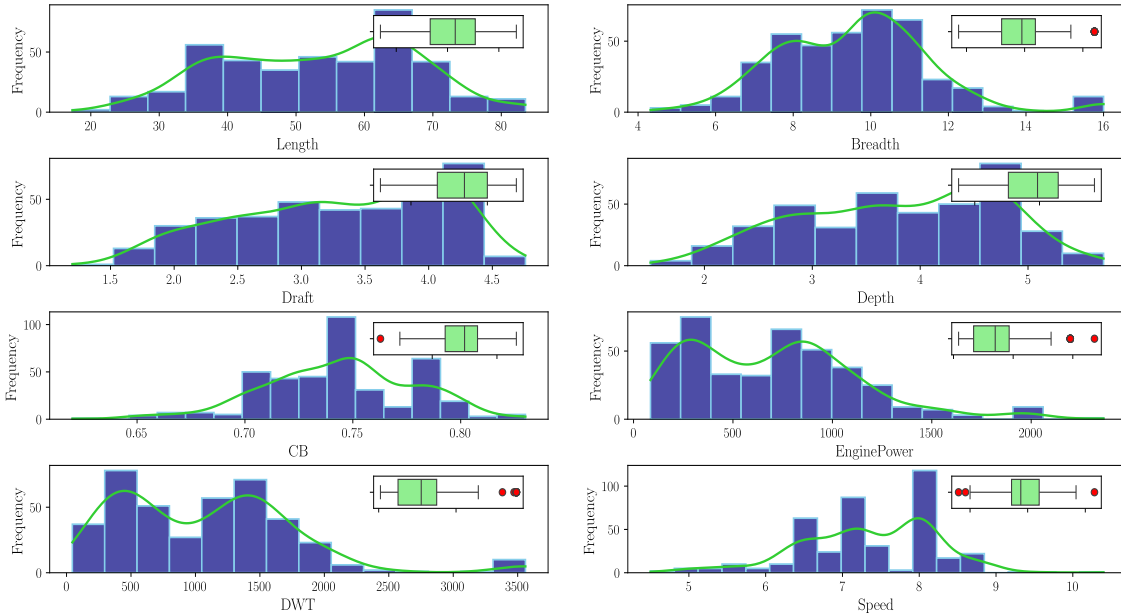 Frequency
50
0
20 30 40 50 60 70 80
Length
Frequency
50
0
4 6 8 10 12 14 16
Breadth
Frequency
50
0
1.5 2.0 2.5 3.0 3.5 4.0 4.5
Draft
Frequency
50
0
2 3 4 5
Depth
Frequency
100
50
0
0.65 0.70 0.75 0.80
CB
Frequency
50
0
0 500 1000 1500 2000
EnginePower
Frequency
50
0
0 500 1000 1500 2000 2500 3000 3500
DWT
Frequency
100
50
0
5 6 7 8 9 10
Speed